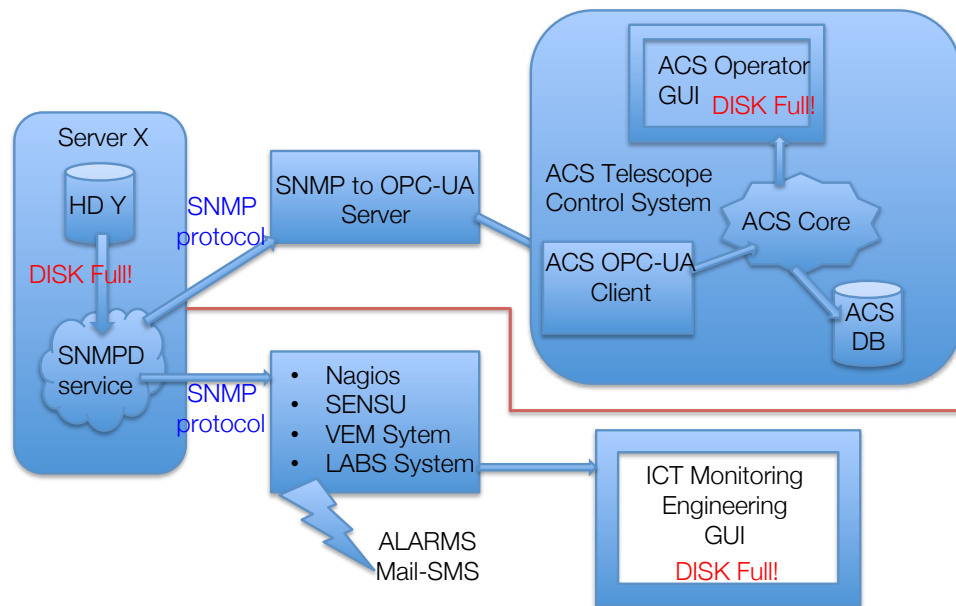 Server X
HD Y
DISK Full!
SNMPD
service
SNMP
protocol
SNMP to OPC-UA
Server
ACS Operator
GUI
DISK Full!
ACS Telescope
Control System
ACS Core
ACS OPC-UA
Client
ACS
DB
SNMP
protocol
• Nagios
• SENSU
• VEM Sytem
• LABS System
ALARMS
Mail-SMS
ICT Monitoring
Engineering
GUI
DISK Full!